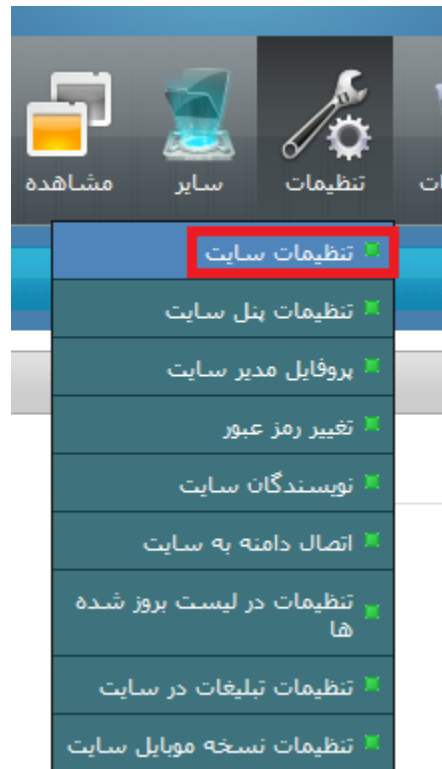 تنظیمات سایر مشاهده
تنظیمات سایت
تنظیمات پنل سایت
پروفایل مدیر سایت
تغییر رمز عبور
نویسندگان سایت
اتصال دامنه به سایت
تنظیمات در لیست بروز شده
ها
تنظیمات تبلیغات در سایت
تنظیمات نسخه موبایل سایت